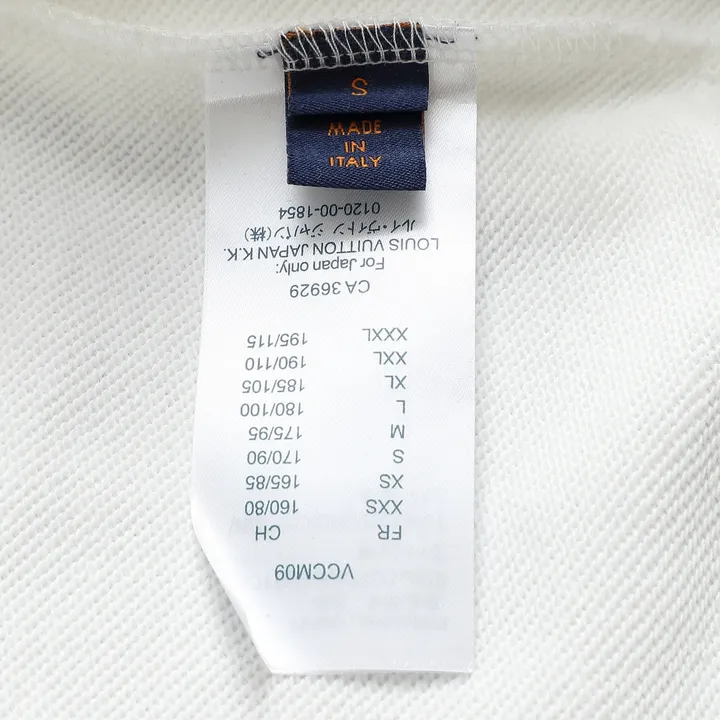 S
MADE
IN
ITALY
VCCM09
FR CH
XXS 160/80
XS 165/85
S 170/90
M 175/95
L 180/100
XL 185/105
XXL 190/110
XXXL 195/115
CA 36929
For Japan only:
LOUIS VUITTON JAPAN K.K.
ルイ・ヴィトン ジャパン(株)
0120-00-1854